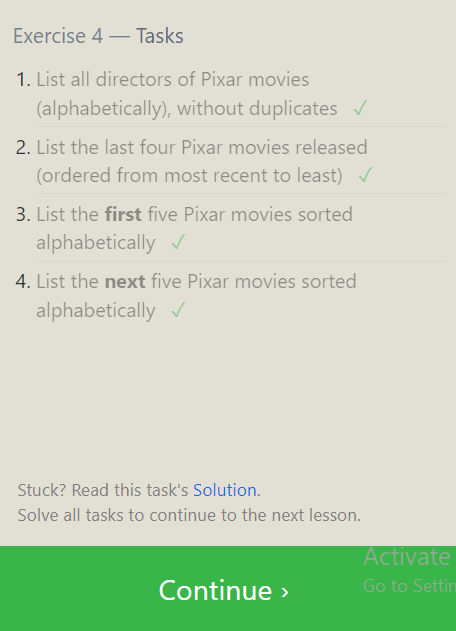 Exercise 4 — Tasks
1. List all directors of Pixar movies
(alphabetically), without duplicates ✓
2. List the last four Pixar movies released
(ordered from most recent to least) ✓
3. List the first five Pixar movies sorted
alphabetically ✓
4. List the next five Pixar movies sorted
alphabetically ✓
Stuck? Read this task's Solution.
Solve all tasks to continue to the next lesson.
Activate
Go to Settin
Continue ›